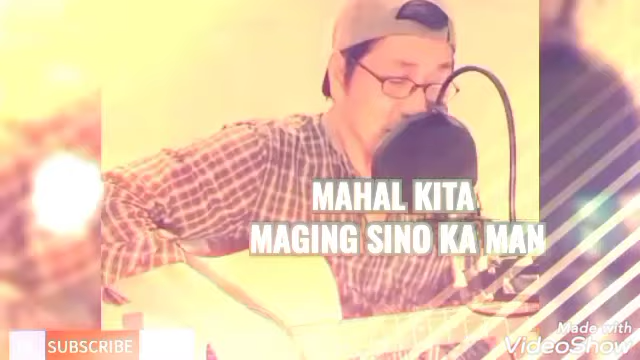 MAHAL KITA
MAGING SINO KA MAN
SUBSCRIBE
Made with
VideoShow